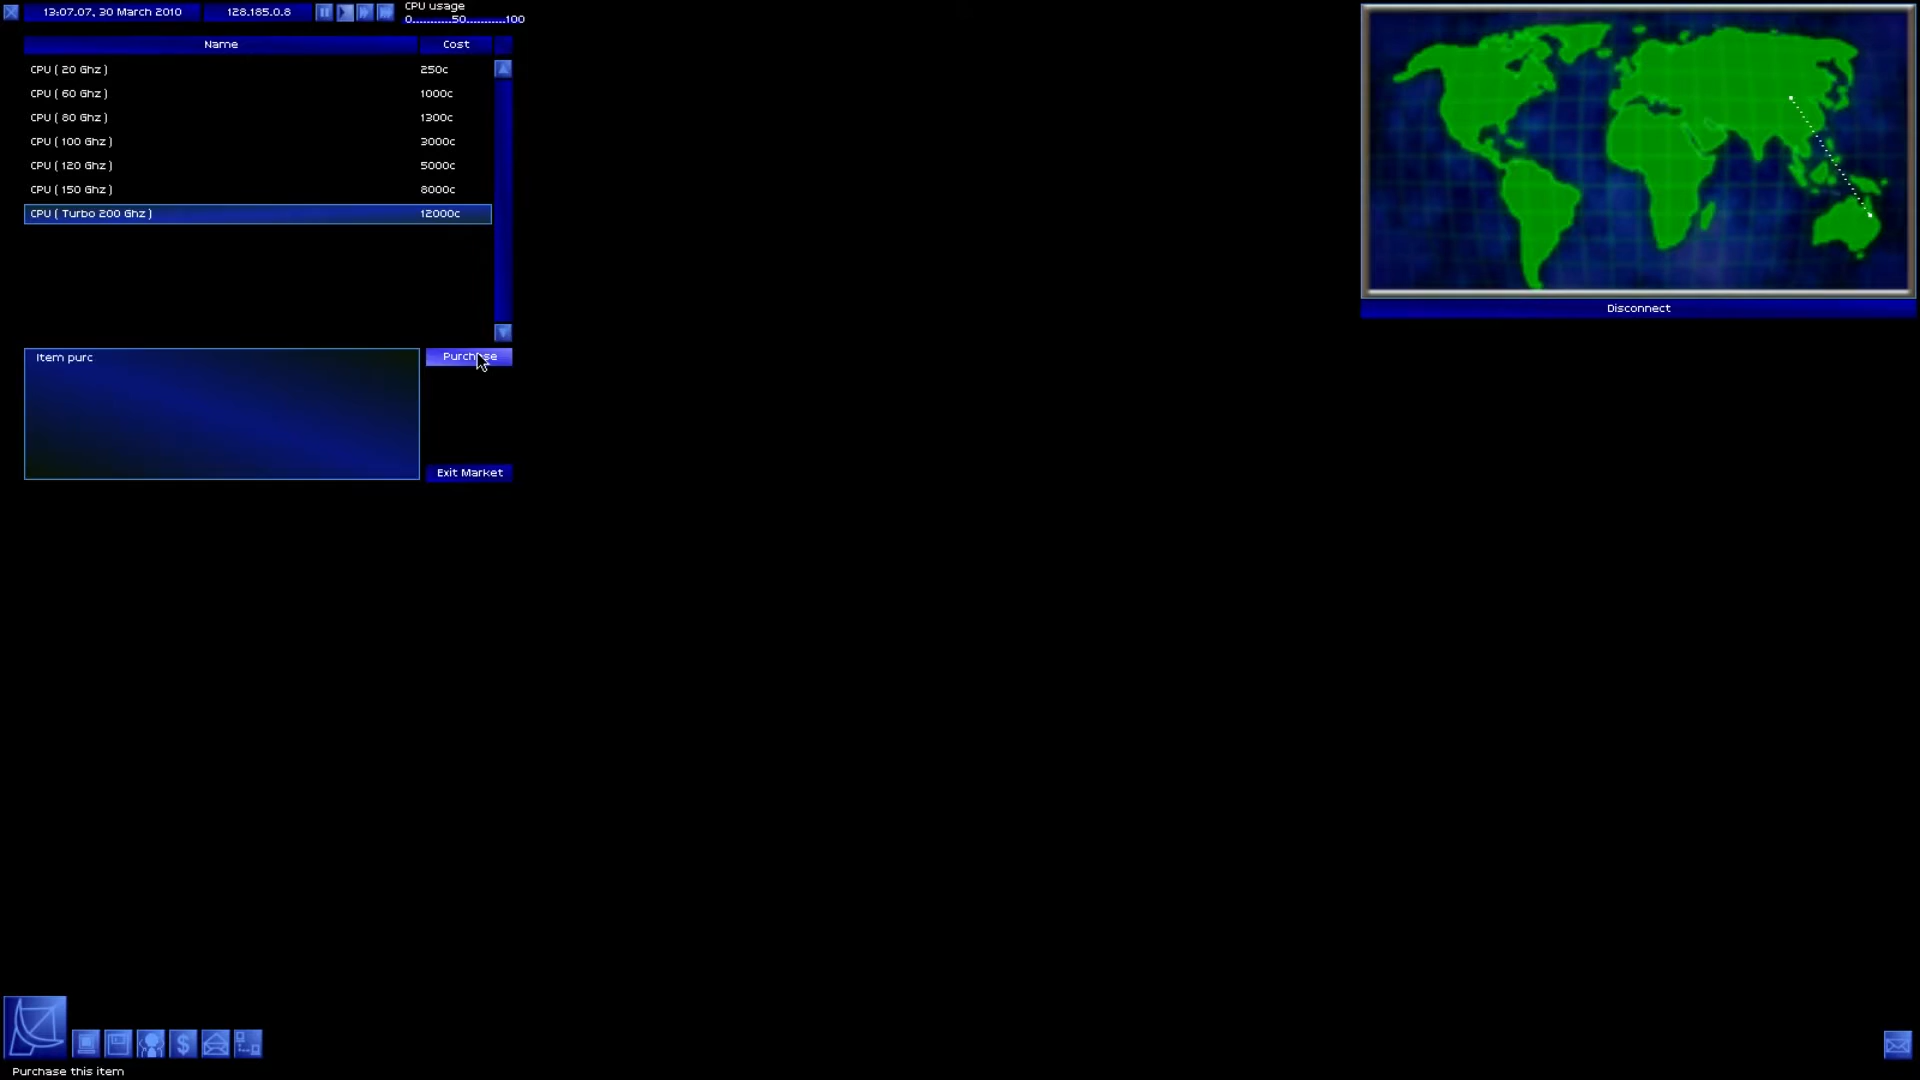 13:07.07, 30 March 2010
128.185.0.8
CPU usage
0...........50...........100
Name Cost
CPU ( 20 Ghz ) 250c
CPU ( 60 Ghz ) 1000c
CPU ( 80 Ghz ) 1300c
CPU ( 100 Ghz ) 3000c
CPU ( 120 Ghz ) 5000c
CPU ( 150 Ghz ) 8000c
CPU ( Turbo 200 Ghz ) 12000c
Item purc
Purchase
Exit Market
Disconnect
Purchase this item